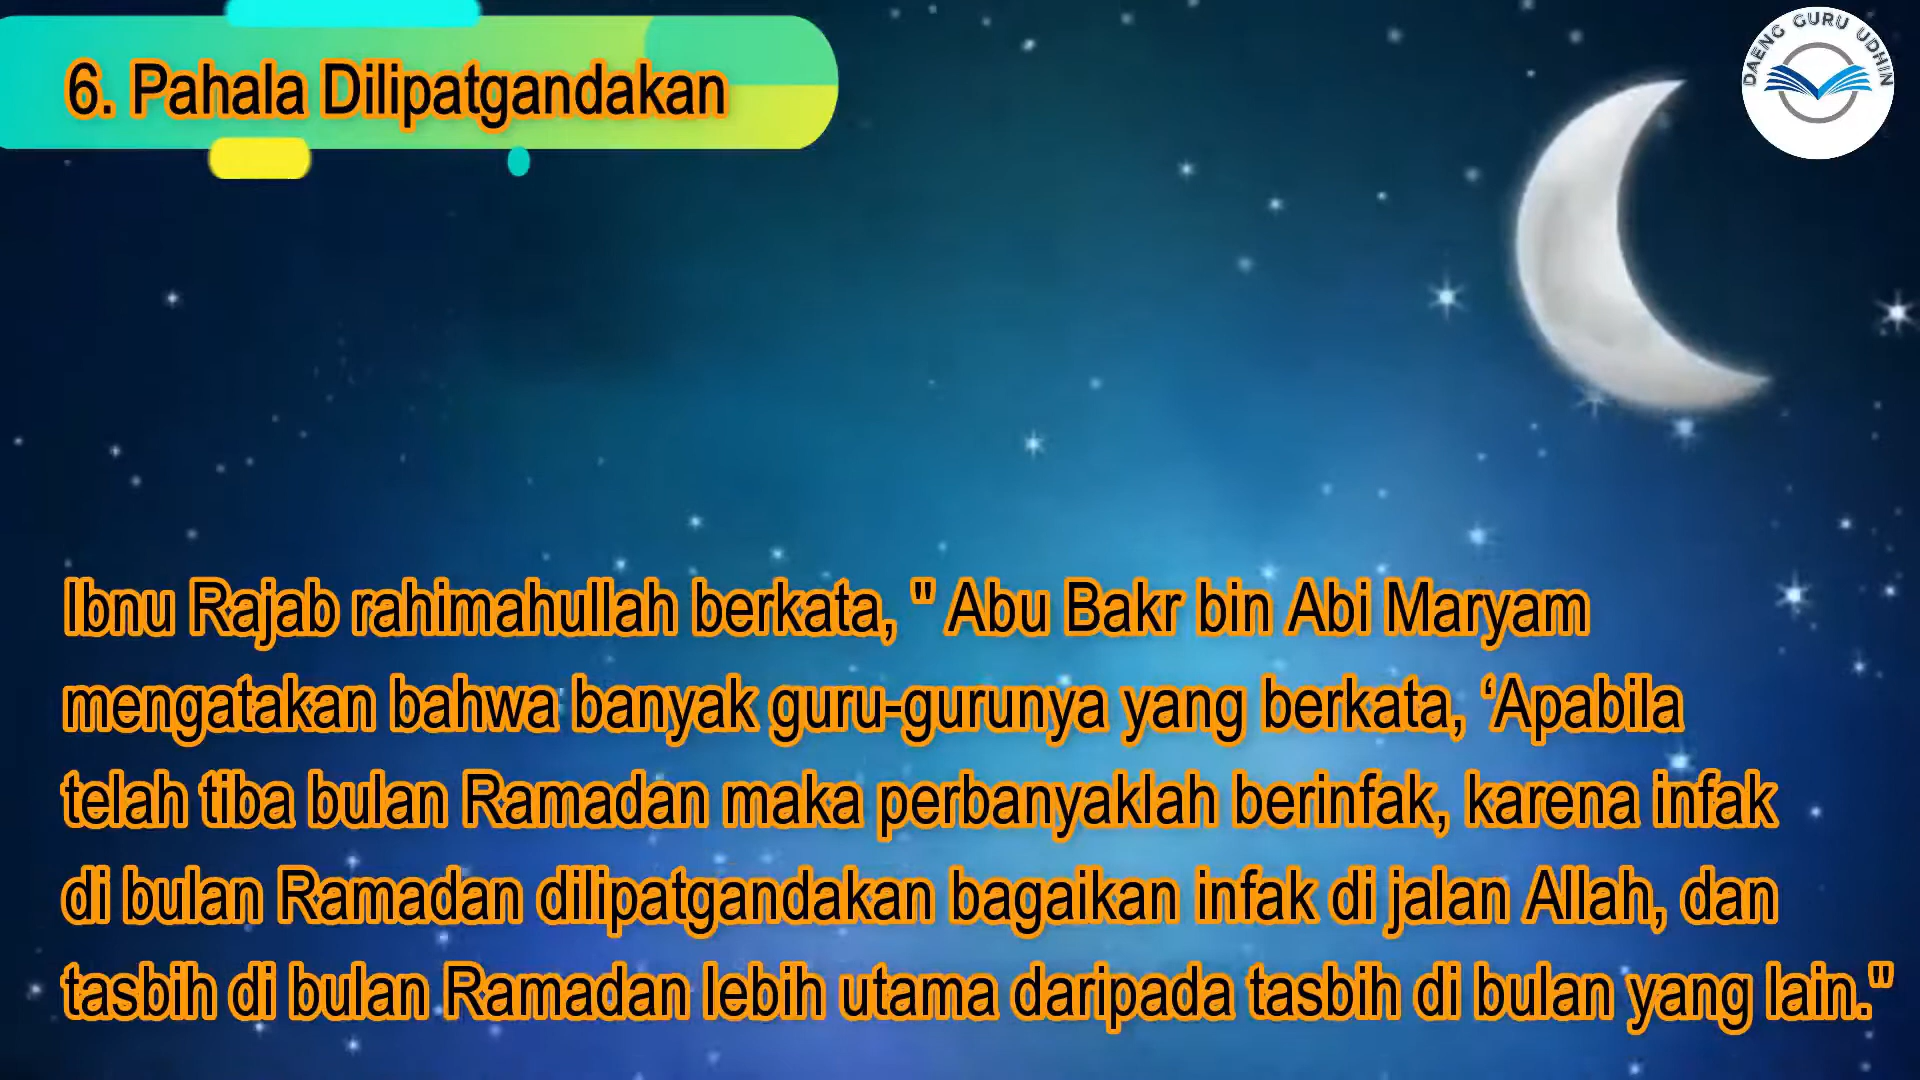 6. Pahala Dilipatgandakan
DAENG GURU UDHIN
Ibnu Rajab rahimahullah berkata, " Abu Bakr bin Abi Maryam
mengatakan bahwa banyak guru-gurunya yang berkata, ‘Apabila
telah tiba bulan Ramadan maka perbanyaklah berinfak, karena infak
di bulan Ramadan dilipatgandakan bagaikan infak di jalan Allah, dan
tasbih di bulan Ramadan lebih utama daripada tasbih di bulan yang lain."